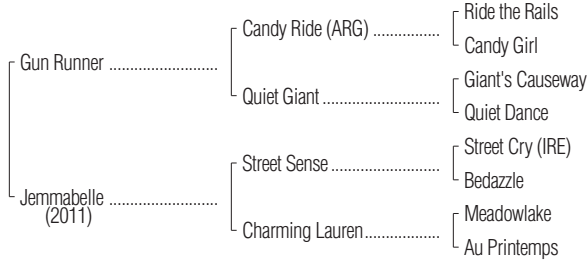 Ride the Rails
Candy Ride (ARG) ................
Candy Girl
Gun Runner ..........................
Giant's Causeway
Quiet Giant ............................
Quiet Dance
Street Cry (IRE)
Street Sense ..........................
Bedazzle
Jemmabelle ..........................
(2011)
Meadowlake
Charming Lauren..................
Au Printemps